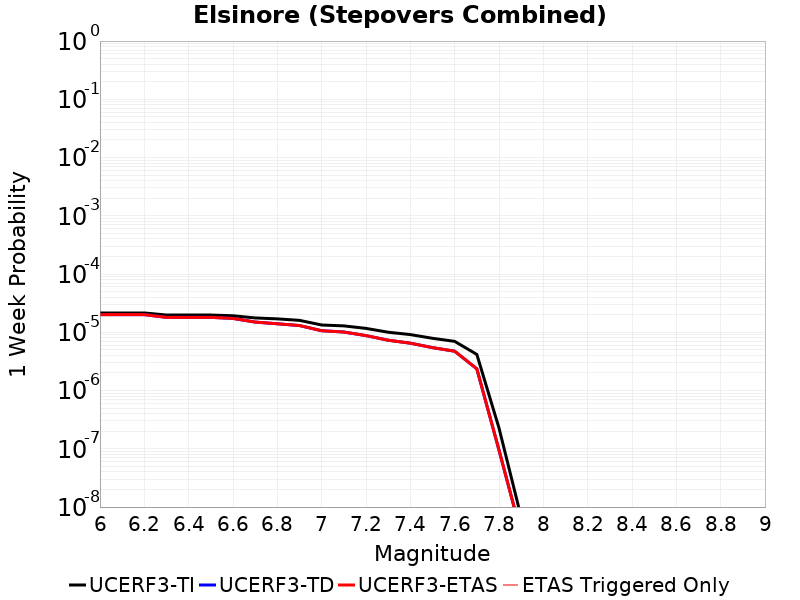 Elsinore (Stepovers Combined)
10^0
10^-1
10^-2
10^-3
10^-4
10^-5
10^-6
10^-7
10^-8
1 Week Probability
6 6.2 6.4 6.6 6.8 7 7.2 7.4 7.6 7.8 8 8.2 8.4 8.6 8.8 9
Magnitude
UCERF3-TI UCERF3-TD UCERF3-ETAS ETAS Triggered Only